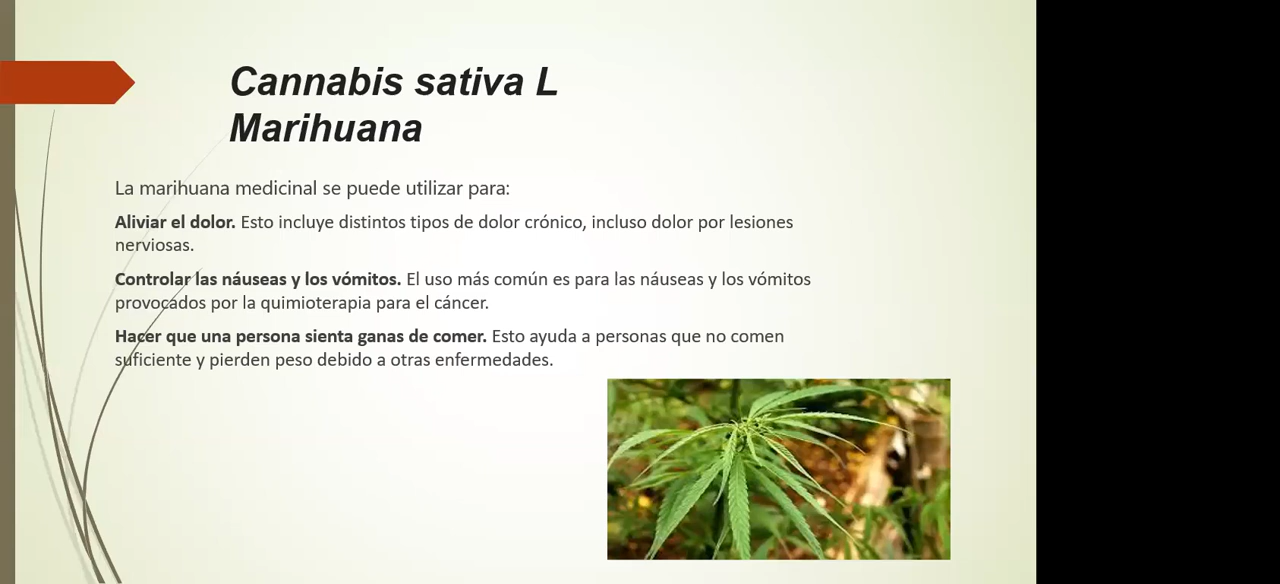 Cannabis sativa L
Marihuana
La marihuana medicinal se puede utilizar para:
Aliviar el dolor. Esto incluye distintos tipos de dolor crónico, incluso dolor por lesiones
nerviosas.
Controlar las náuseas y los vómitos. El uso más común es para las náuseas y los vómitos
provocados por la quimioterapia para el cáncer.
Hacer que una persona sienta ganas de comer. Esto ayuda a personas que no comen
suficiente y pierden peso debido a otras enfermedades.